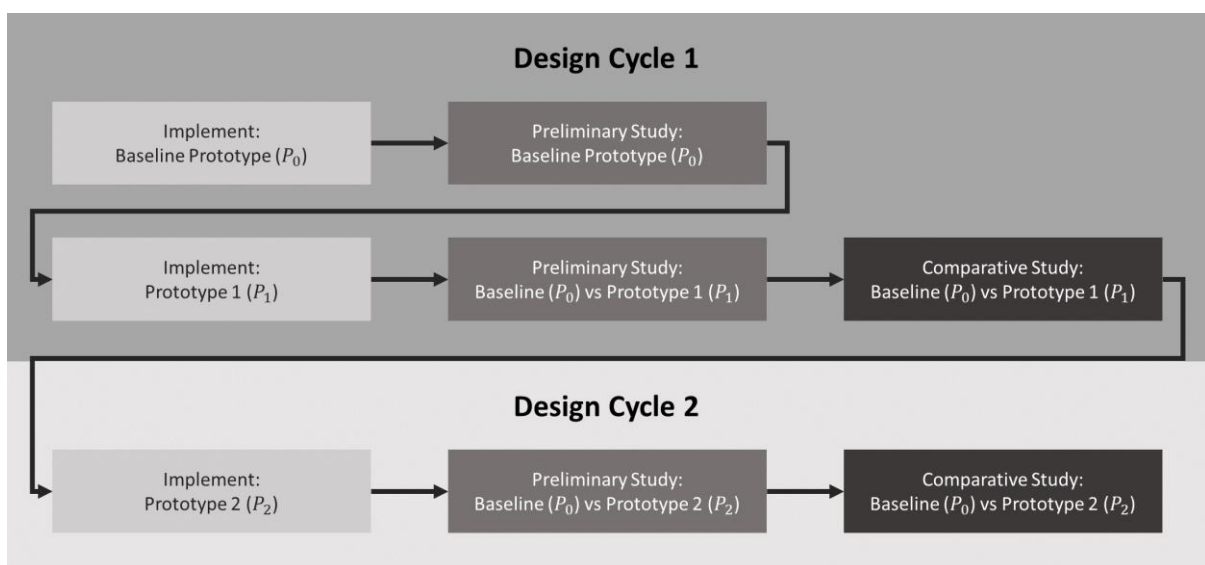 Design Cycle 1
Implement:
Baseline Prototype (P₀)
Preliminary Study:
Baseline Prototype (P₀)
Implement:
Prototype 1 (P₁)
Preliminary Study:
Baseline (P₀) vs Prototype 1 (P₁)
Comparative Study:
Baseline (P₀) vs Prototype 1 (P₁)
Design Cycle 2
Implement:
Prototype 2 (P₂)
Preliminary Study:
Baseline (P₀) vs Prototype 2 (P₂)
Comparative Study:
Baseline (P₀) vs Prototype 2 (P₂)